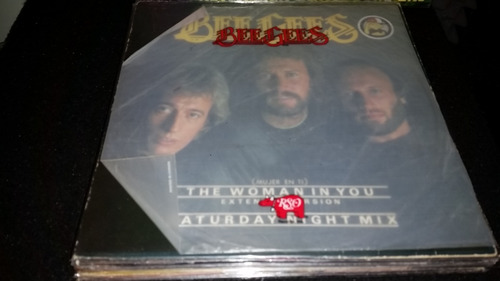 BEE GEES
BEE GEES
(MUJER EN TI)
THE WOMAN IN YOU
EXTENDED VERSION
SATURDAY NIGHT MIX
RSO